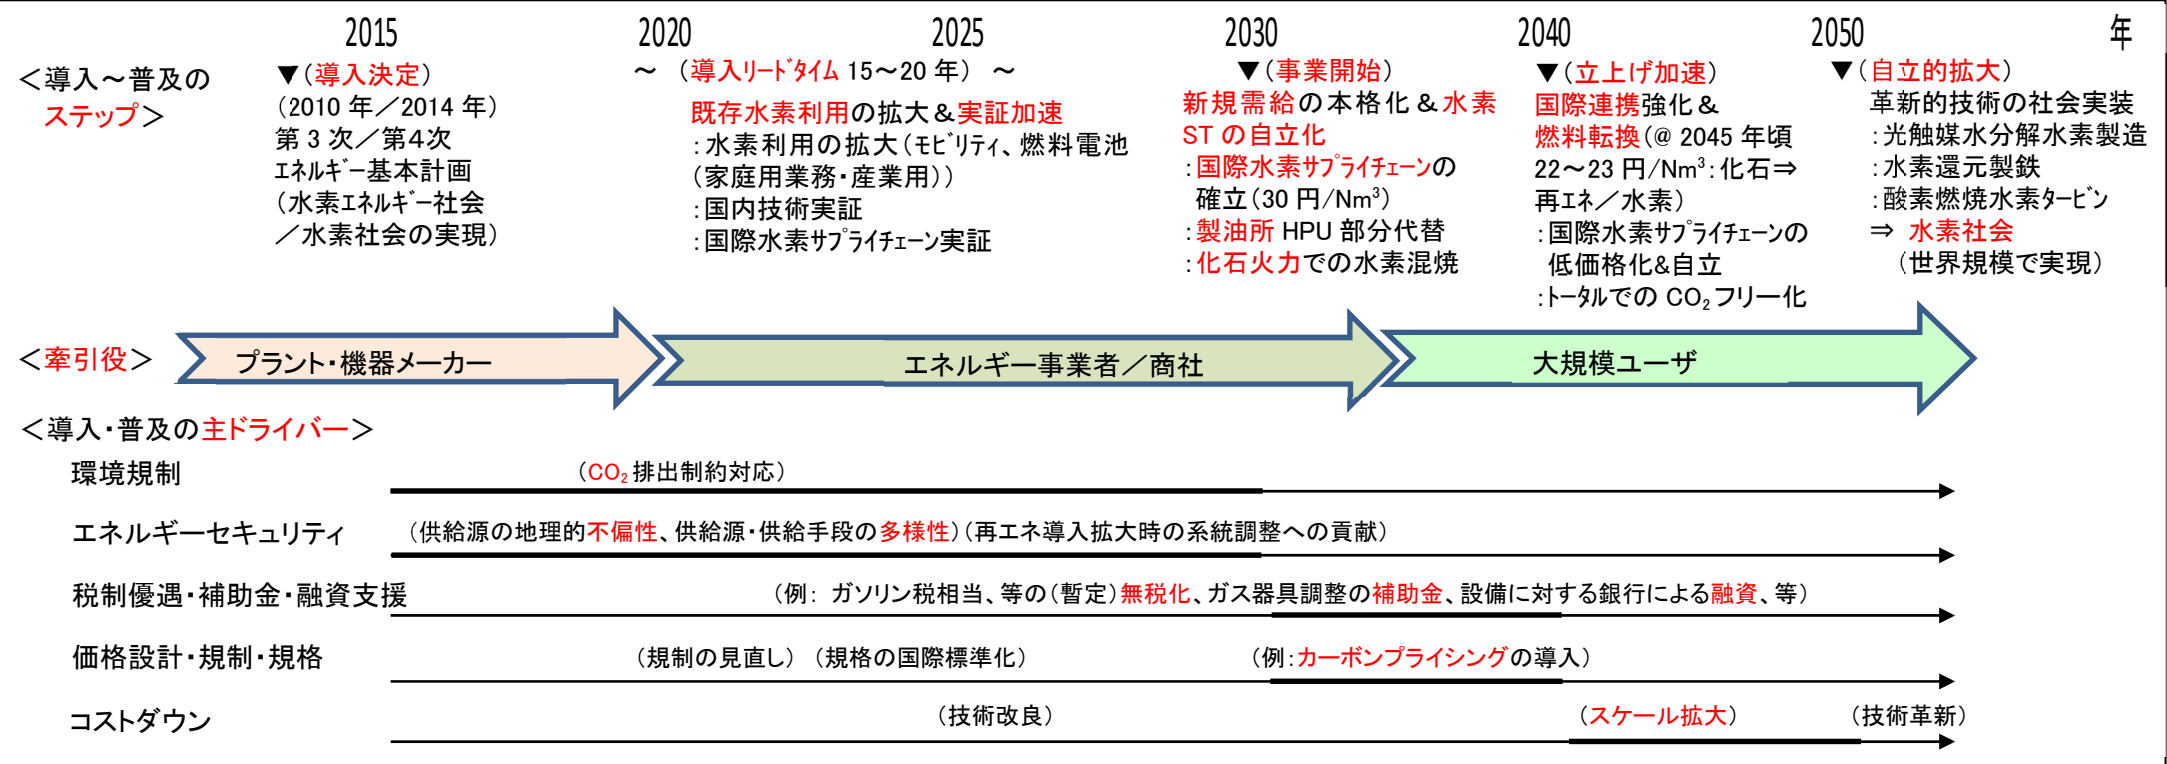 2015 2020 2025 2030 2040 2050 年
＜導入～普及の
ステップ＞
▼(導入決定)
(2010 年／2014 年)
第 3 次／第４次
ｴﾈﾙｷﾞｰ基本計画
(水素ｴﾈﾙｷﾞｰ社会
／水素社会の実現)
～ (導入ﾘｰﾄﾞﾀｲﾑ 15～20 年) ～
既存水素利用の拡大＆実証加速
：水素利用の拡大(ﾓﾋﾞﾘﾃｨ、燃料電池
(家庭用業務・産業用))
：国内技術実証
：国際水素ｻﾌﾟﾗｲﾁｪｰﾝ実証
▼(事業開始)
新規需給の本格化＆水素
ST の自立化
：国際水素ｻﾌﾟﾗｲﾁｪｰﾝの
確立(30 円/Nm³)
：製油所 HPU 部分代替
：化石火力での水素混焼
▼(立上げ加速)
国際連携強化＆
燃料転換(@ 2045 年頃
22～23 円/Nm³：化石⇒
再ｴﾈ／水素)
：国際水素ｻﾌﾟﾗｲﾁｪｰﾝの
低価格化&自立
：ﾄｰﾀﾙでの CO₂フリー化
▼(自立的拡大)
革新的技術の社会実装
：光触媒水分解水素製造
：水素還元製鉄
：酸素燃焼水素ﾀｰﾋﾞﾝ
⇒ 水素社会
(世界規模で実現)
＜牽引役＞
プラント・機器メーカー
エネルギー事業者／商社
大規模ユーザ
＜導入・普及の主ドライバー＞
環境規制
(CO₂排出制約対応)
エネルギーセキュリティ
(供給源の地理的不偏性、供給源・供給手段の多様性)(再エネ導入拡大時の系統調整への貢献)
税制優遇・補助金・融資支援
(例： ガソリン税相当、等の(暫定)無税化、ガス器具調整の補助金、設備に対する銀行による融資、等)
価格設計・規制・規格
(規制の見直し) (規格の国際標準化)
(例：カーボンプライシングの導入)
コストダウン
(技術改良)
(スケール拡大)
(技術革新)